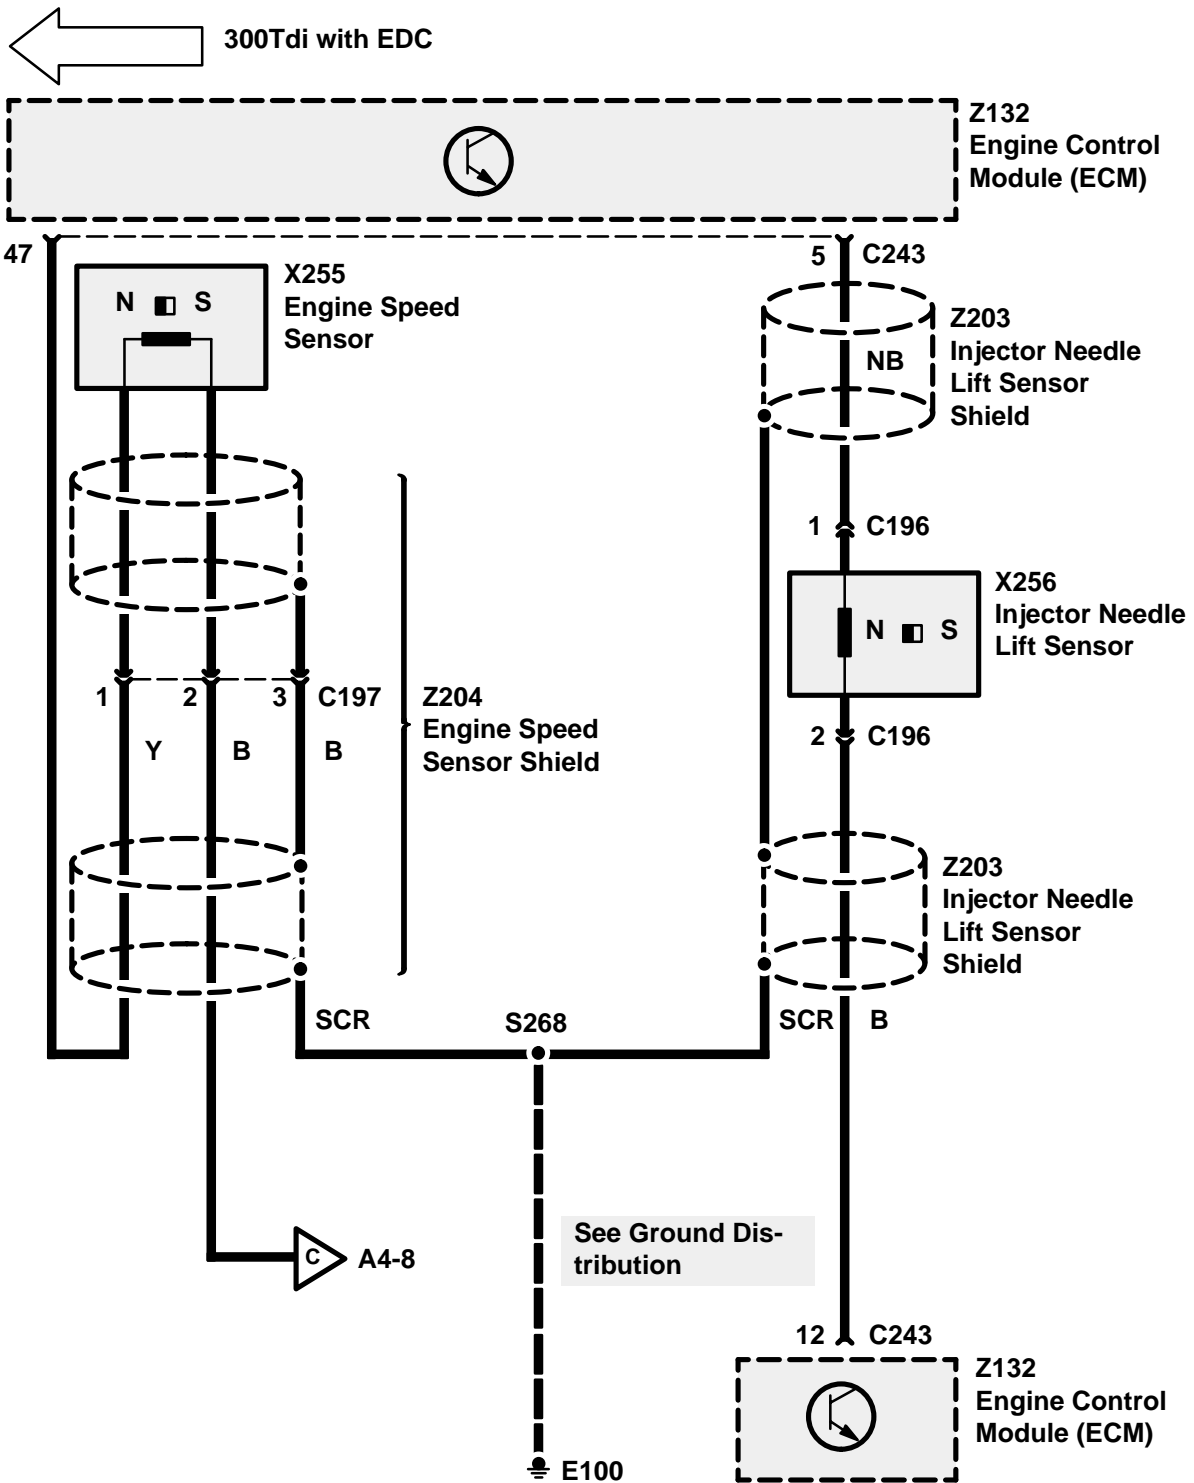 300Tdi with EDC
Z132
Engine Control
Module (ECM)
47
5
C243
X255
Engine Speed
Sensor
N
S
Z203
Injector Needle
Lift Sensor
Shield
NB
1
C196
X256
Injector Needle
Lift Sensor
N
S
1
2
3
C197
Z204
Engine Speed
Sensor Shield
Y
B
B
2
C196
Z203
Injector Needle
Lift Sensor
Shield
SCR
S268
SCR
B
C
A4-8
See Ground Dis-
tribution
12
C243
Z132
Engine Control
Module (ECM)
E100